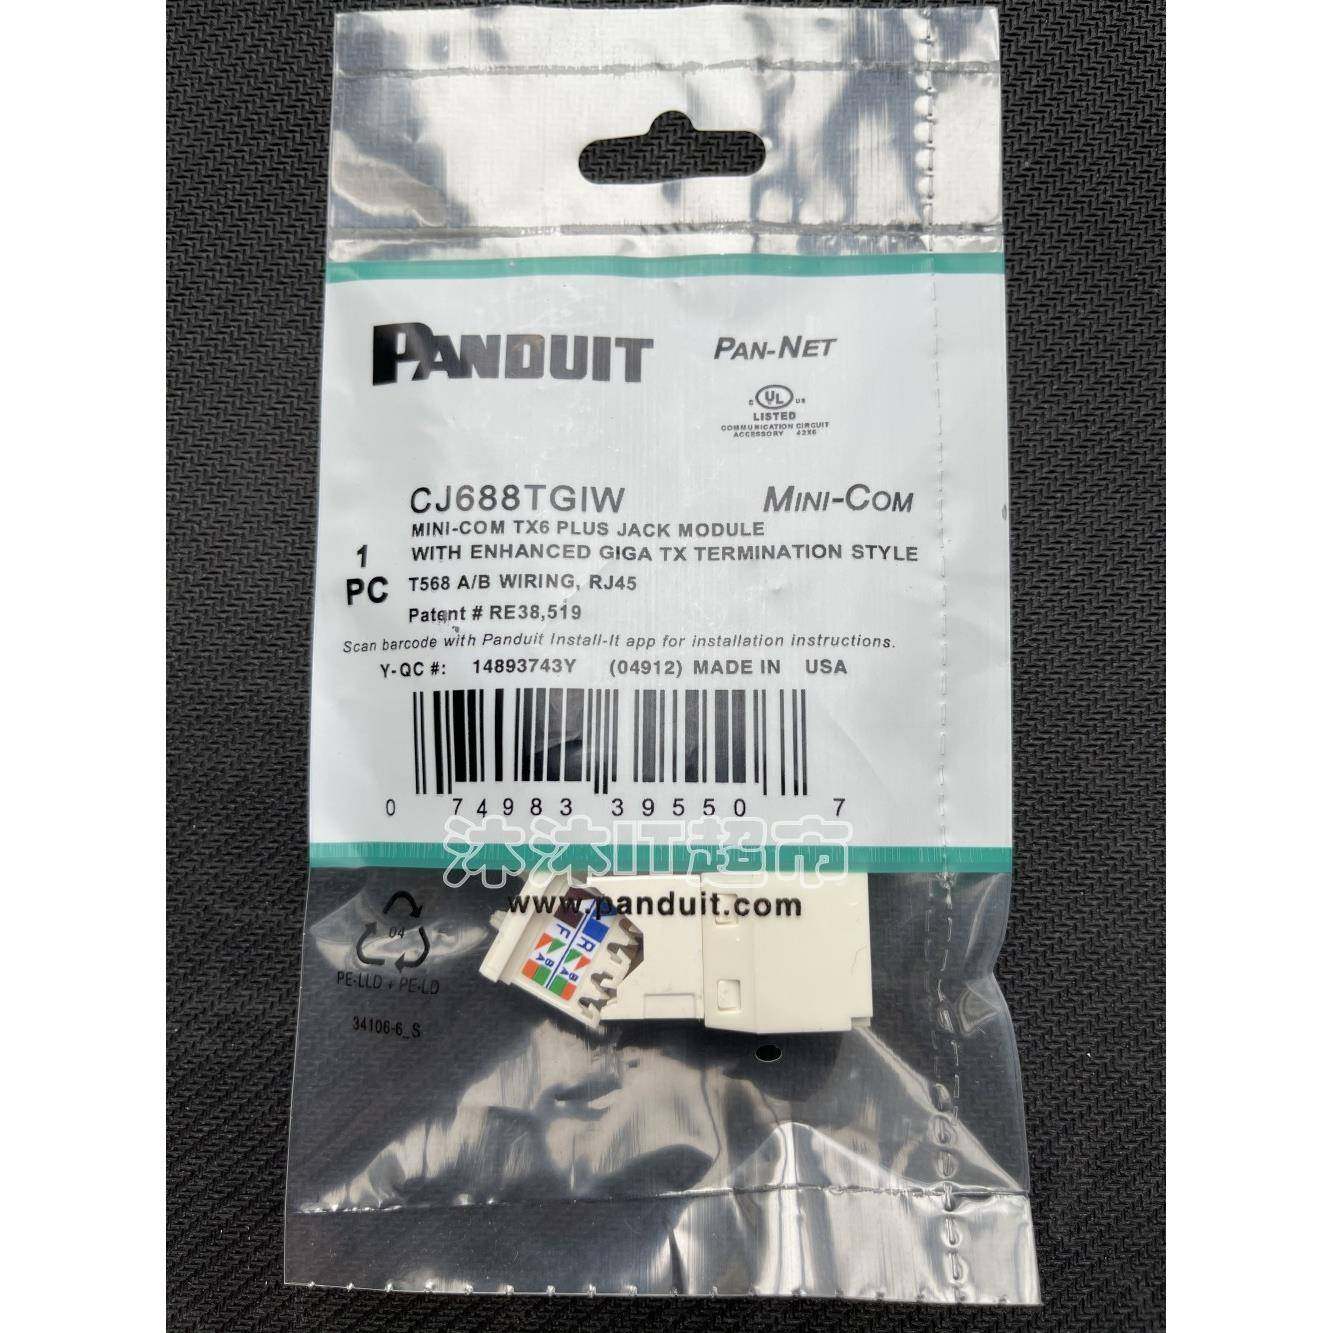 PANDUIT
PAN-NET
C UL US
LISTED
COMMUNICATION CIRCUIT
ACCESSORY 42X6
CJ688TGIW
MINI-COM
MINI-COM TX6 PLUS JACK MODULE
WITH ENHANCED GIGA TX TERMINATION STYLE
1
PC
T568 A/B WIRING, RJ45
Patent # RE38,519
Scan barcode with Panduit Install-It app for installation instructions.
Y-QC #: 14893743Y (04912) MADE IN USA
0 74983 39550 7
沐沐IT超市
www.panduit.com
04
PE-LLD + PE-LD
34106-6_S
R
F
B
A
B
A